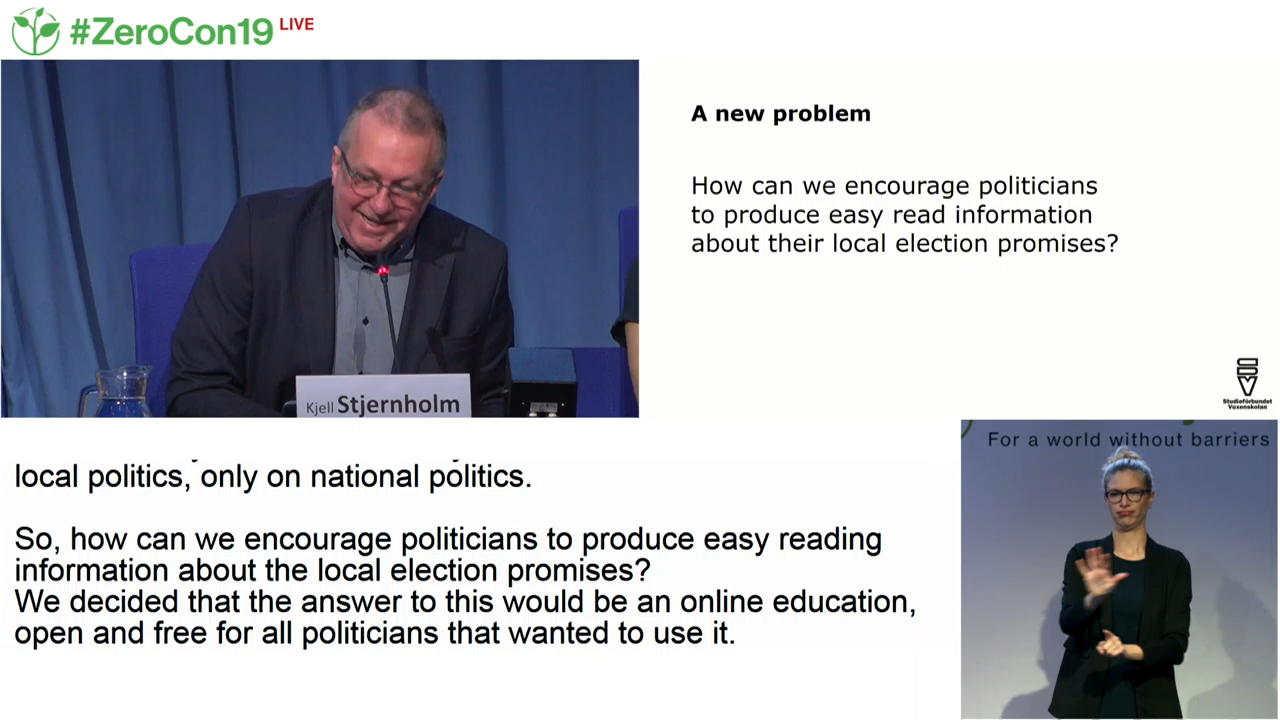 #ZeroCon19 LIVE
A new problem
How can we encourage politicians
to produce easy read information
about their local election promises?
Kjell Stjernholm
Studieförbundet
Vuxenskolan
For a world without barriers
local politics, only on national politics.
So, how can we encourage politicians to produce easy reading
information about the local election promises?
We decided that the answer to this would be an online education,
open and free for all politicians that wanted to use it.